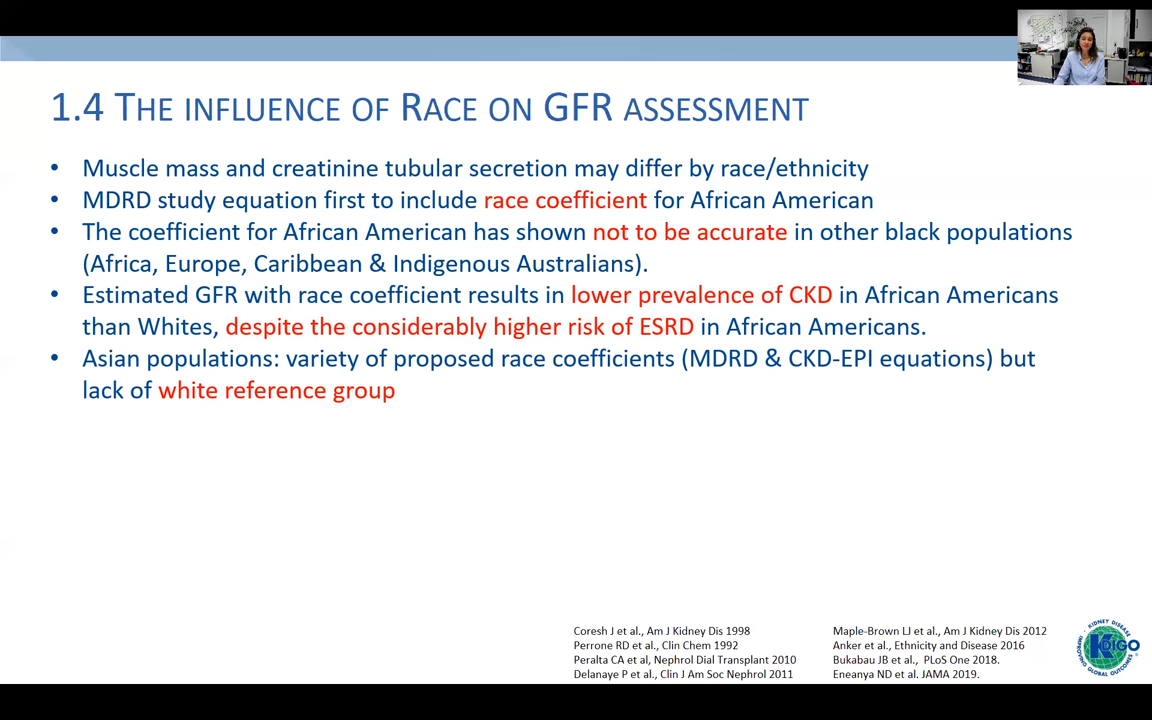 1.4 The influence of Race on GFR assessment
• Muscle mass and creatinine tubular secretion may differ by race/ethnicity
• MDRD study equation first to include race coefficient for African American
• The coefficient for African American has shown not to be accurate in other black populations
(Africa, Europe, Caribbean & Indigenous Australians).
• Estimated GFR with race coefficient results in lower prevalence of CKD in African Americans
than Whites, despite the considerably higher risk of ESRD in African Americans.
• Asian populations: variety of proposed race coefficients (MDRD & CKD-EPI equations) but
lack of white reference group
Coresh J et al., Am J Kidney Dis 1998
Perrone RD et al., Clin Chem 1992
Peralta CA et al, Nephrol Dial Transplant 2010
Delanaye P et al., Clin J Am Soc Nephrol 2011
Maple-Brown LJ et al., Am J Kidney Dis 2012
Anker et al., Ethnicity and Disease 2016
Bukabau JB et al., PLoS One 2018.
Eneanya ND et al. JAMA 2019.
KIDNEY DISEASE
KDIGO
IMPROVING GLOBAL OUTCOMES